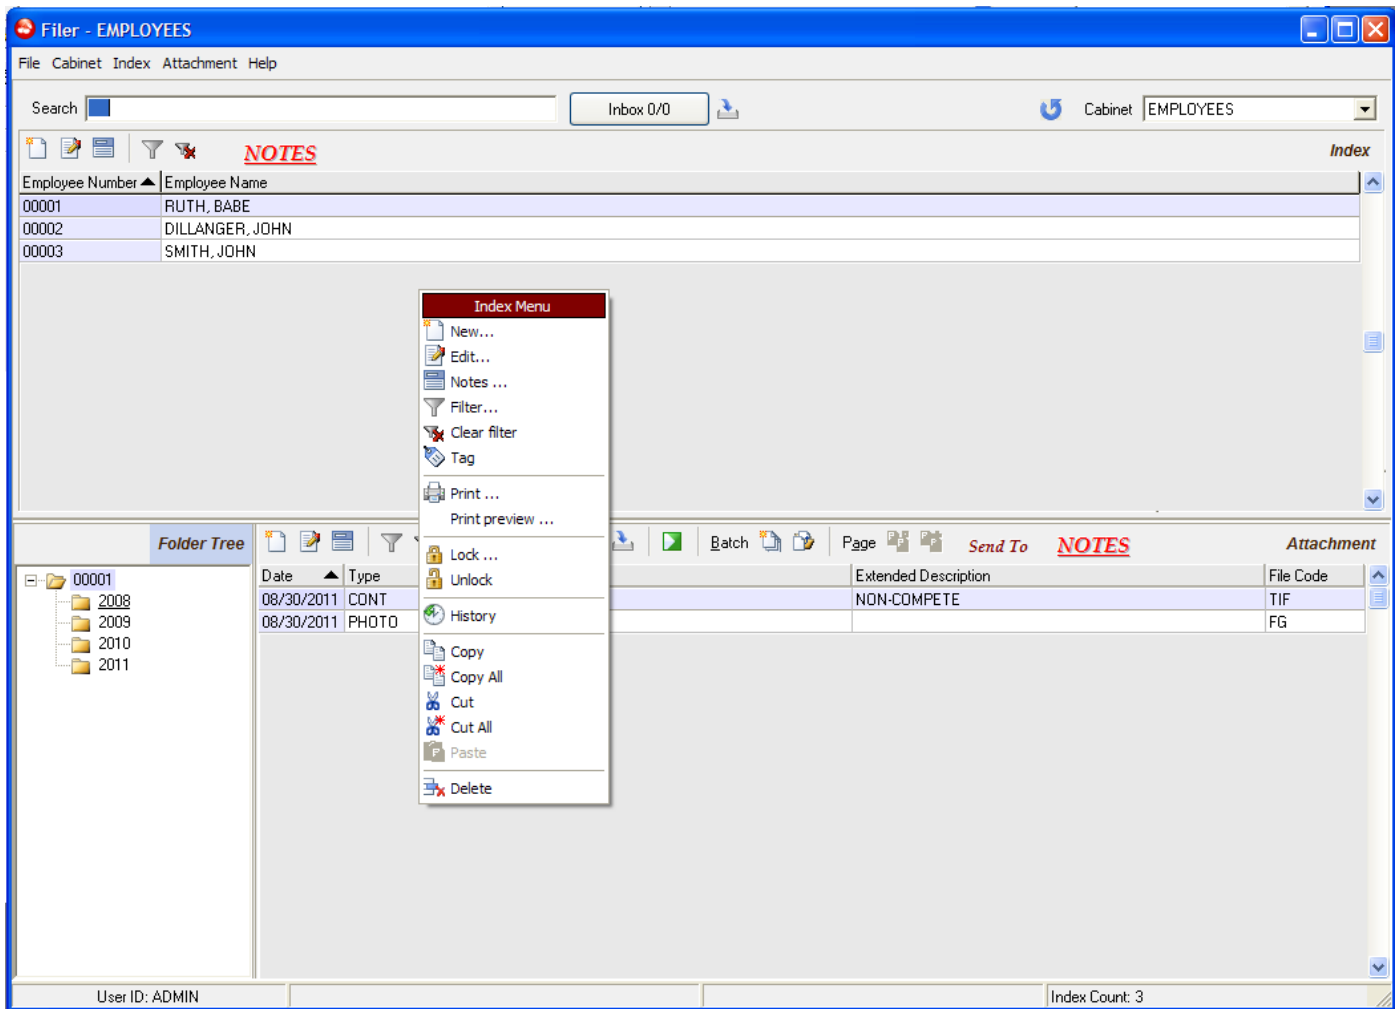 Filer - EMPLOYEES
File Cabinet Index Attachment Help
Search Inbox 0/0 Cabinet EMPLOYEES
NOTES Index
Employee Number Employee Name
00001 RUTH, BABE
00002 DILLANGER, JOHN
00003 SMITH, JOHN
Index Menu
New...
Edit...
Notes ...
Filter...
Clear filter
Tag
Print ...
Print preview ...
Lock ...
Unlock
History
Copy
Copy All
Cut
Cut All
Paste
Delete
Folder Tree
00001
2008
2009
2010
2011
Batch Page Send To NOTES Attachment
Date Type Extended Description File Code
08/30/2011 CONT NON-COMPETE TIF
08/30/2011 PHOTO FG
User ID: ADMIN Index Count: 3